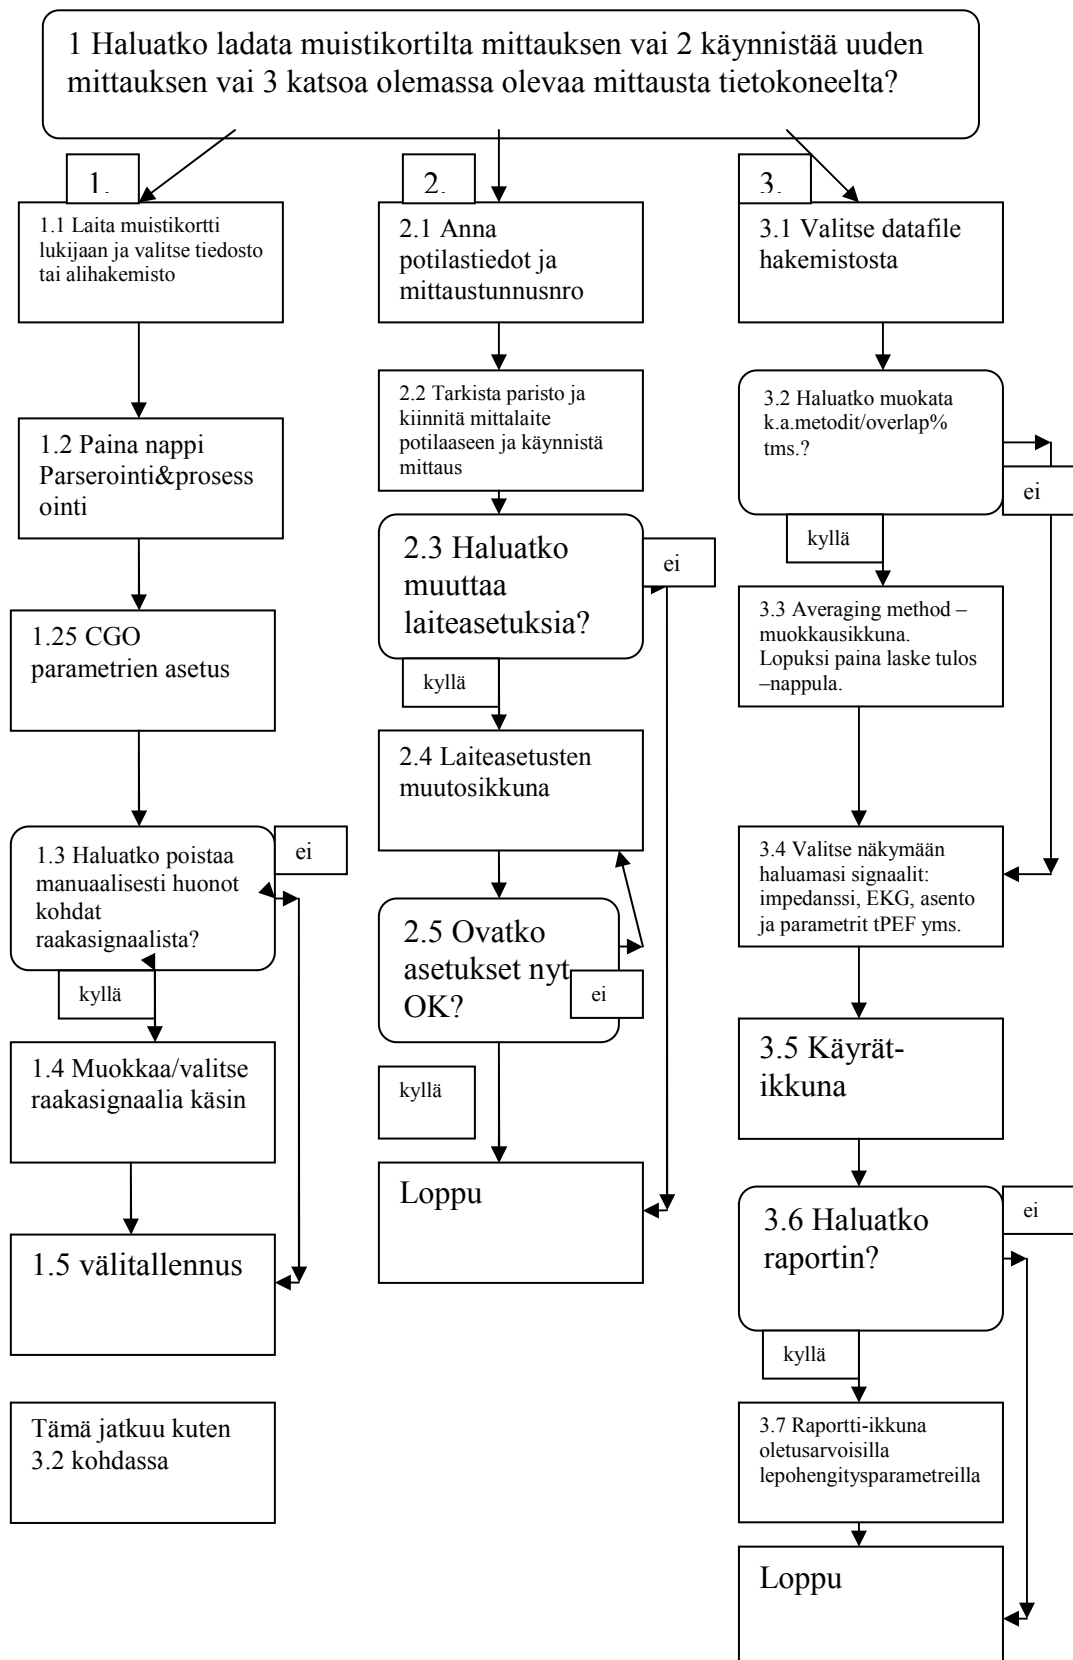 1 Haluatko ladata muistikortilta mittauksen vai 2 käynnistää uuden
mittauksen vai 3 katsoa olemassa olevaa mittausta tietokoneelta?
1.
1.1 Laita muistikortti
lukijaan ja valitse tiedosto
tai alihakemisto
1.2 Paina nappi
Parserointi&prosess
ointi
1.25 CGO
parametrien asetus
1.3 Haluatko poistaa
manuaalisesti huonot
kohdat
raakasignaalista?
ei
kyllä
1.4 Muokkaa/valitse
raakasignaalia käsin
1.5 välitallennus
Tämä jatkuu kuten
3.2 kohdassa
2.
2.1 Anna
potilastiedot ja
mittaustunnusnro
2.2 Tarkista paristo ja
kiinnitä mittalaite
potilaaseen ja käynnistä
mittaus
2.3 Haluatko
muuttaa
laiteasetuksia?
ei
kyllä
2.4 Laiteasetusten
muutosikkuna
2.5 Ovatko
asetukset nyt
OK?
ei
kyllä
Loppu
3.
3.1 Valitse datafile
hakemistosta
3.2 Haluatko muokata
k.a.metodit/overlap%
tms.?
ei
kyllä
3.3 Averaging method –
muokkausikkuna.
Lopuksi paina laske tulos
–nappula.
3.4 Valitse näkymään
haluamasi signaalit:
impedanssi, EKG, asento
ja parametrit tPEF yms.
3.5 Käyrät-
ikkuna
3.6 Haluatko
raportin?
ei
kyllä
3.7 Raportti-ikkuna
oletusarvoisilla
lepohengitysparametreilla
Loppu